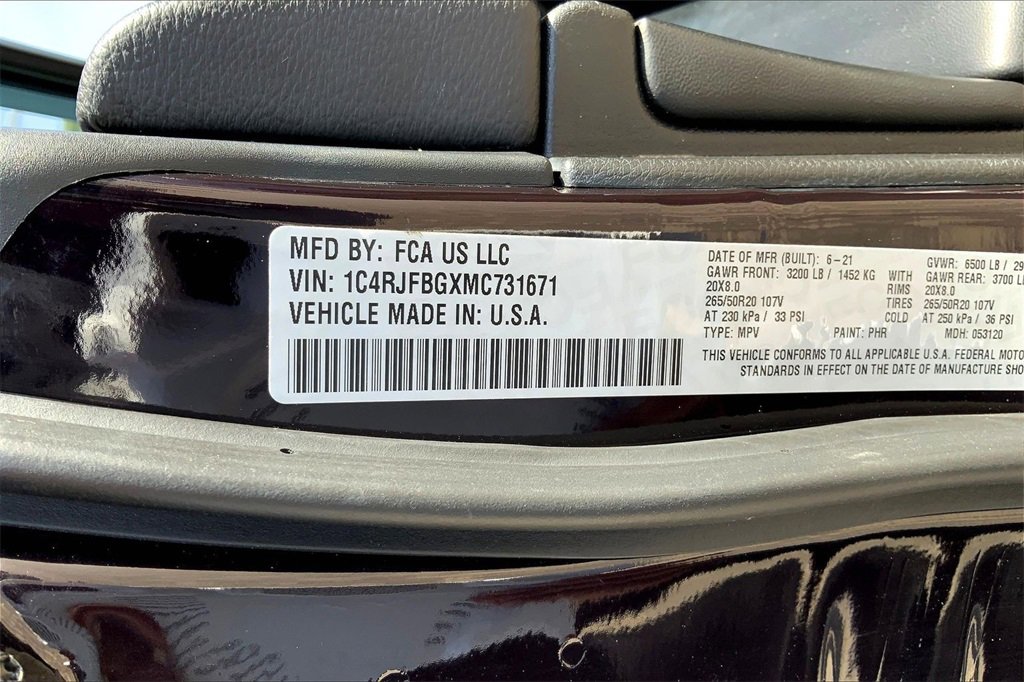 MFD BY: FCA US LLC
VIN: 1C4RJFBGXMC731671
VEHICLE MADE IN: U.S.A.
DATE OF MFR (BUILT): 6-21 GVWR: 6500 LB /
GAWR FRONT: 3200 LB / 1452 KG WITH GAWR REAR: 3700
20X8.0 RIMS 20X8.0
265/50R20 107V TIRES 265/50R20 107V
AT 230 kPa / 33 PSI COLD AT 250 kPa / 36 PSI
TYPE: MPV PAINT: PHR MDH: 053120
THIS VEHICLE CONFORMS TO ALL APPLICABLE U.S.A. FEDERAL
STANDARDS IN EFFECT ON THE DATE OF MANUFACTURE